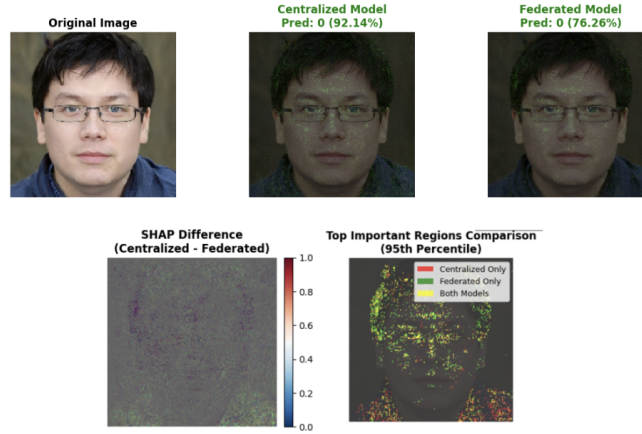 Original Image
Centralized Model
Pred: 0 (92.14%)
Federated Model
Pred: 0 (76.26%)
SHAP Difference
(Centralized - Federated)
1.0
0.8
0.6
0.4
0.2
0.0
Top Important Regions Comparison
(95th Percentile)
Centralized Only
Federated Only
Both Models